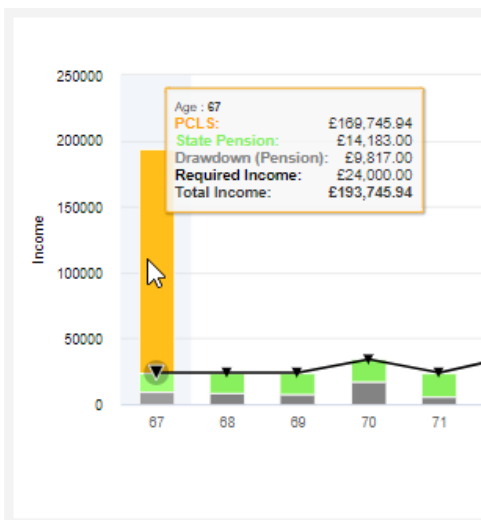 250000
200000
150000
100000
50000
0
Income
Age : 67
PCLS: £169,745.94
State Pension: £14,183.00
Drawdown (Pension): £9,817.00
Required Income: £24,000.00
Total Income: £193,745.94
67 68 69 70 71